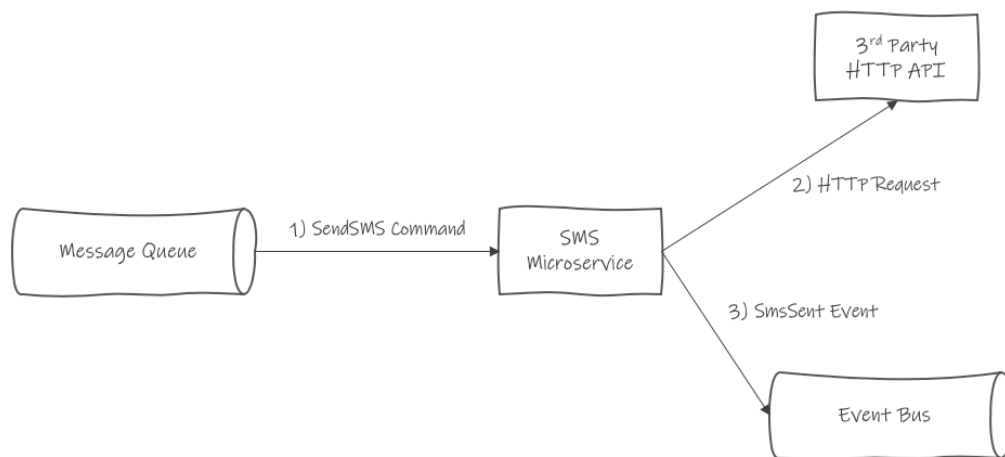 3rd Party
HTTP API
2) HTTP Request
1) SendSMS Command
SMS
Microservice
Message Queue
3) SmsSent Event
Event Bus